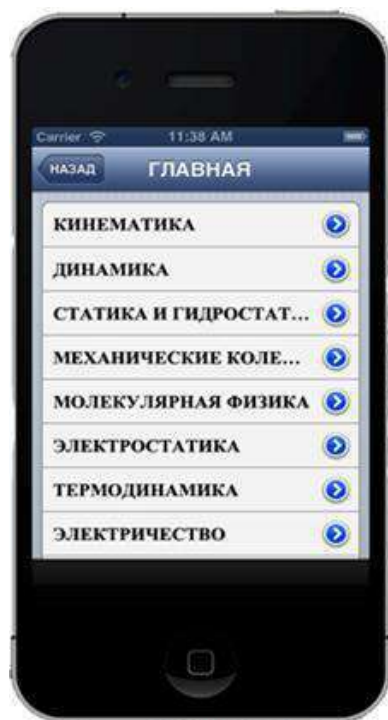 Carrier 11:38 AM
НАЗАД ГЛАВНАЯ
КИНЕМАТИКА
ДИНАМИКА
СТАТИКА И ГИДРОСТАТ...
МЕХАНИЧЕСКИЕ КОЛЕ...
МОЛЕКУЛЯРНАЯ ФИЗИКА
ЭЛЕКТРОСТАТИКА
ТЕРМОДИНАМИКА
ЭЛЕКТРИЧЕСТВО